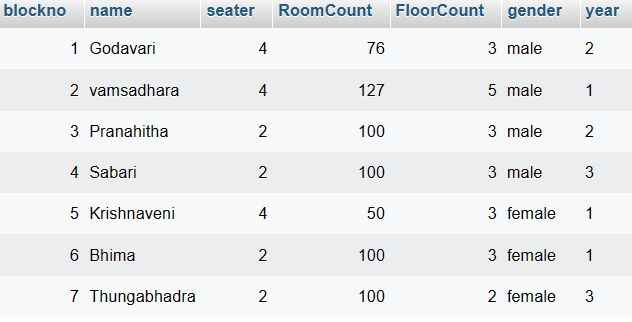 blockno name seater RoomCount FloorCount gender year
1 Godavari 4 76 3 male 2
2 vamsadhara 4 127 5 male 1
3 Pranahitha 2 100 3 male 2
4 Sabari 2 100 3 male 3
5 Krishnaveni 4 50 3 female 1
6 Bhima 2 100 3 female 1
7 Thungabhadra 2 100 2 female 3